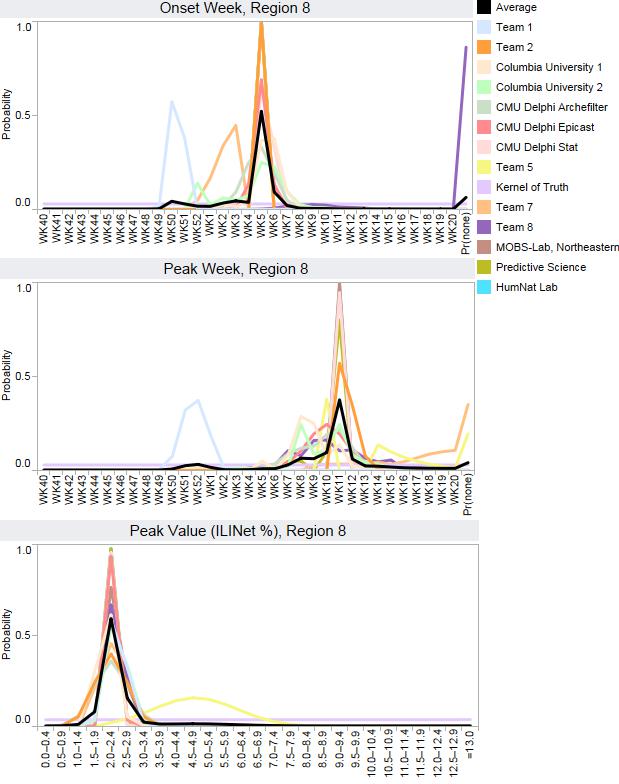 Onset Week, Region 8
1.0
0.5
0.0
Probability
WK40
WK41
WK42
WK43
WK44
WK45
WK46
WK47
WK48
WK49
WK50
WK51
WK52
WK1
WK2
WK3
WK4
WK5
WK6
WK7
WK8
WK9
WK10
WK11
WK12
WK13
WK14
WK15
WK16
WK17
WK18
WK19
WK20
Pr(none)
Average
Team 1
Team 2
Columbia University 1
Columbia University 2
CMU Delphi Archefilter
CMU Delphi Epicast
CMU Delphi Stat
Team 5
Kernel of Truth
Team 7
Team 8
MOBS-Lab, Northeastern
Predictive Science
HumNat Lab
Peak Week, Region 8
1.0
0.5
0.0
Probability
WK40
WK41
WK42
WK43
WK44
WK45
WK46
WK47
WK48
WK49
WK50
WK51
WK52
WK1
WK2
WK3
WK4
WK5
WK6
WK7
WK8
WK9
WK10
WK11
WK12
WK13
WK14
WK15
WK16
WK17
WK18
WK19
WK20
Pr(none)
Peak Value (ILINet %), Region 8
1.0
0.5
0.0
Probability
0.0–0.4
0.5–0.9
1.0–1.4
1.5–1.9
2.0–2.4
2.5–2.9
3.0–3.4
3.5–3.9
4.0–4.4
4.5–4.9
5.0–5.4
5.5–5.9
6.0–6.4
6.5–6.9
7.0–7.4
7.5–7.9
8.0–8.4
8.5–8.9
9.0–9.4
9.5–9.9
10.0–10.4
10.5–10.9
11.0–11.4
11.5–11.9
12.0–12.4
12.5–12.9
=13.0